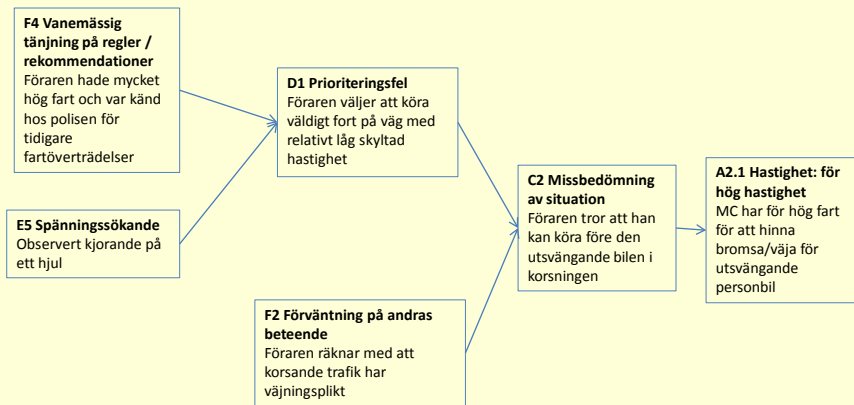 F4 Vanemässig
tänjning på regler /
rekommendationer
Föraren hade mycket
hög fart och var känd
hos polisen för
tidigare
fartöverträdelser
E5 Spänningssökande
Observert kjorande på
ett hjul
D1 Prioriteringsfel
Föraren väljer att köra
väldigt fort på väg med
relativt låg skyltad
hastighet
F2 Förväntning på andras
beteende
Föraren räknar med att
korsande trafik har
väjningsplikt
C2 Missbedömning
av situation
Föraren tror att han
kan köra före den
utsvängande bilen i
korsningen
A2.1 Hastighet: för
hög hastighet
MC har för hög fart
för att hinna
bromsa/väja för
utsvängande
personbil